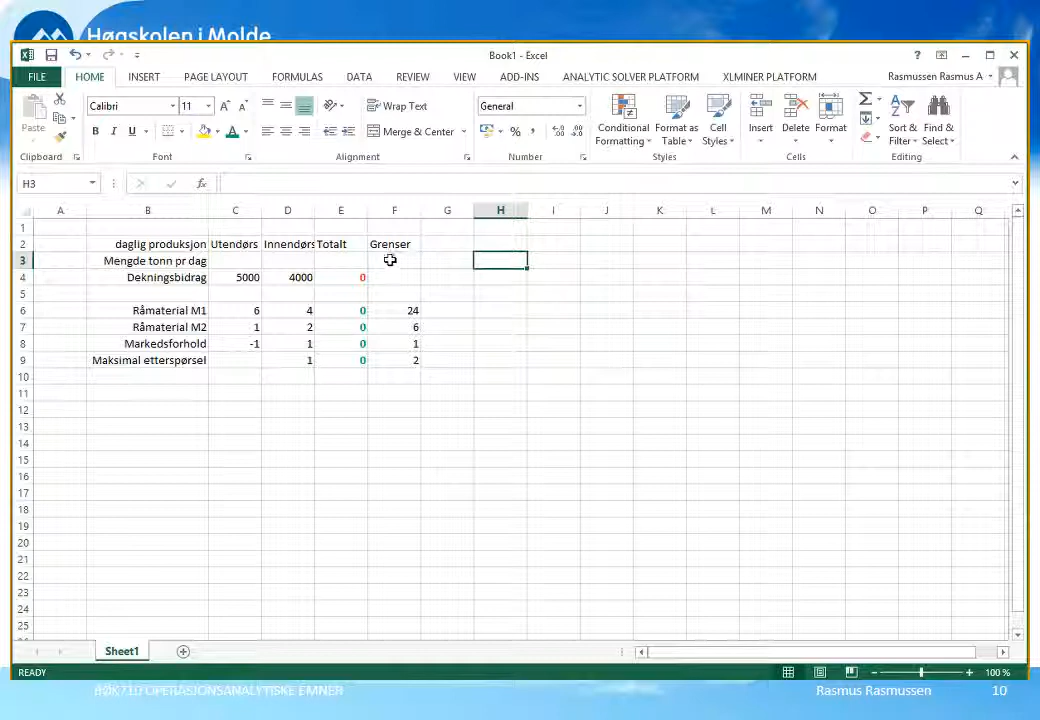 Høgskolen i Molde
Book1 - Excel
FILE HOME INSERT PAGE LAYOUT FORMULAS DATA REVIEW VIEW ADD-INS ANALYTIC SOLVER PLATFORM XLMINER PLATFORM Rasmussen Rasmus A
Paste Calibri 11 Wrap Text General Conditional Formatting Format as Table Cell Styles Insert Delete Format Sort & Filter Find & Select
B I U Merge & Center
Clipboard Font Alignment Number Styles Cells Editing
H3 fx
A B C D E F G H I J K L M N O P Q
1
2 daglig produksjon Utendørs Innendørs Totalt Grenser
3 Mengde tonn pr dag
4 Dekningsbidrag 5000 4000 0
5
6 Råmaterial M1 6 4 0 24
7 Råmaterial M2 1 2 0 6
8 Markedsforhold -1 1 0 1
9 Maksimal etterspørsel 1 0 2
10
11
12
13
14
15
16
17
18
19
20
21
22
23
24
25
Sheet1
READY 100 %
BØK710 OPERASJONSANALYTISKE EMNER Rasmus Rasmussen 10